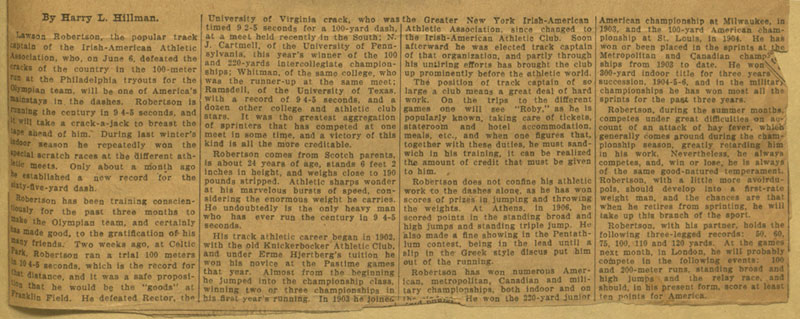 By Harry L. Hillman.
Lawson Robertson, the popular track
captain of the Irish-American Athletic
Association, who, on June 6, defeated the
cracks of the country in the 100-meter
run at the Philadelphia tryouts for the
Olympian team, will be one of America's
mainstays in the dashes. Robertson is
running the century in 9 4-5 seconds, and
it will take a crack-a-jack to breast the
tape ahead of him. During last winter's
indoor season he repeatedly won the
special scratch races at the different ath-
letic meets. Only about a month ago
he established a new record for the
sixty-five-yard dash.
Robertson has been training conscien-
iously for the past three months to
make the Olympian team, and certainly
has made good, to the gratification of his
many friends. Two weeks ago, at Celtic
Park, Robertson ran a trial 100 meters
in 10 4-5 seconds, which is the record for
that distance, and it was a safe proposi-
tion that he would be the "goods" at
Franklin Field. He defeated Rector, the
University of Virginia crack, who was
timed 9 2-5 seconds for a 100-yard dash,
at a meet held recently in the South; N.
J. Cartmell, of the University of Penn-
sylvania, this year's winner of the 100
and 220-yards intercollegiate champion-
ships; Whitman, of the same college, who
was the runner-up at the same meet;
Ramsdell, of the University of Texas,
with a record of 9 4-5 seconds, and a
dozen other college and athletic club
stars. It was the greatest aggregation
of sprinters that has competed at one
meet in some time, and a victory of this
kind is all the more creditable.
Robertson comes from Scotch parents,
is about 24 years of age, stands 6 feet 2
inches in height, and weighs close to 190
pounds stripped. Athletic sharps wonder
at his marvelous bursts of speed, con-
sidering the enormous weight he carries.
He undoubtedly is the only heavy man
who has ever run the century in 9 4-5
seconds.
His track athletic career began in 1902,
with the old Knickerbocker Athletic Club,
and under Erme Hjertberg's tuition he
won his novice at the Pastime games
that year. Almost from the beginning
he jumped into the championship class,
winning two or three championships in
his first year's running. In 1903 he joined
the Greater New York Irish-American
Athletic Association, since changed to
the Irish-American Athletic Club. Soon
afterward he was elected track captain
of that organization, and partly through
his untiring efforts has brought the club
up prominently before the athletic world.
The position of track captain of so
large a club means a great deal of hard
work. On the trips to the different
games one will see "Roby," as he is
popularly known, taking care of tickets,
stateroom and hotel accommodation,
meals, etc., and when one figures that
together with these duties, he must sand-
wich in his training, it can be realized
the amount of credit that must be given
to him.
Robertson does not confine his athletic
work to the dashes alone, as he has won
scores of prizes in jumping and throwing
the weights. At Athens, in 1906, he
scored points in the standing broad and
high jumps and standing triple jump. He
also made a fine showing in the Pentath-
lum contest, being in the lead until a
slip in the Greek style discus put him
out of the running.
Robertson has won numerous Amer-
ican, metropolitan, Canadian and mili-
tary championships, both indoor and on
He won the 220-yard junior
American championship at Milwaukee, in
1903, and the 100-yard American cham-
pionship at St. Louis, in 1904. He has
won or been placed in the sprints at the
Metropolitan and Canadian champion-
ships from 1903 to date. He won
300-yard indoor title for three years
succession, 1904-5-6, and in the military
championships he has won most all the
sprints for the past three years.
Robertson, during the summer months,
competes under great difficulties on ac-
count of an attack of hay fever, which
generally comes around during the cham-
pionship season, greatly retarding him
in his work. Nevertheless, he always
competes, and, win or lose, he is always
of the same good-natured temperament.
Robertson, with a little more avoirdu-
pois, should develop into a first-rate
weight man, and the chances are that
when he retires from sprinting, he will
take up this branch of the sport.
Robertson, with his partner, holds the
following three-legged records: 50, 60,
75, 100, 110 and 120 yards. At the games
next month, in London, he will probably
compete in the following events: 100
and 200-meter runs, standing broad and
high jumps and the relay race, and
should, in his present form, score at least
ten points for America.